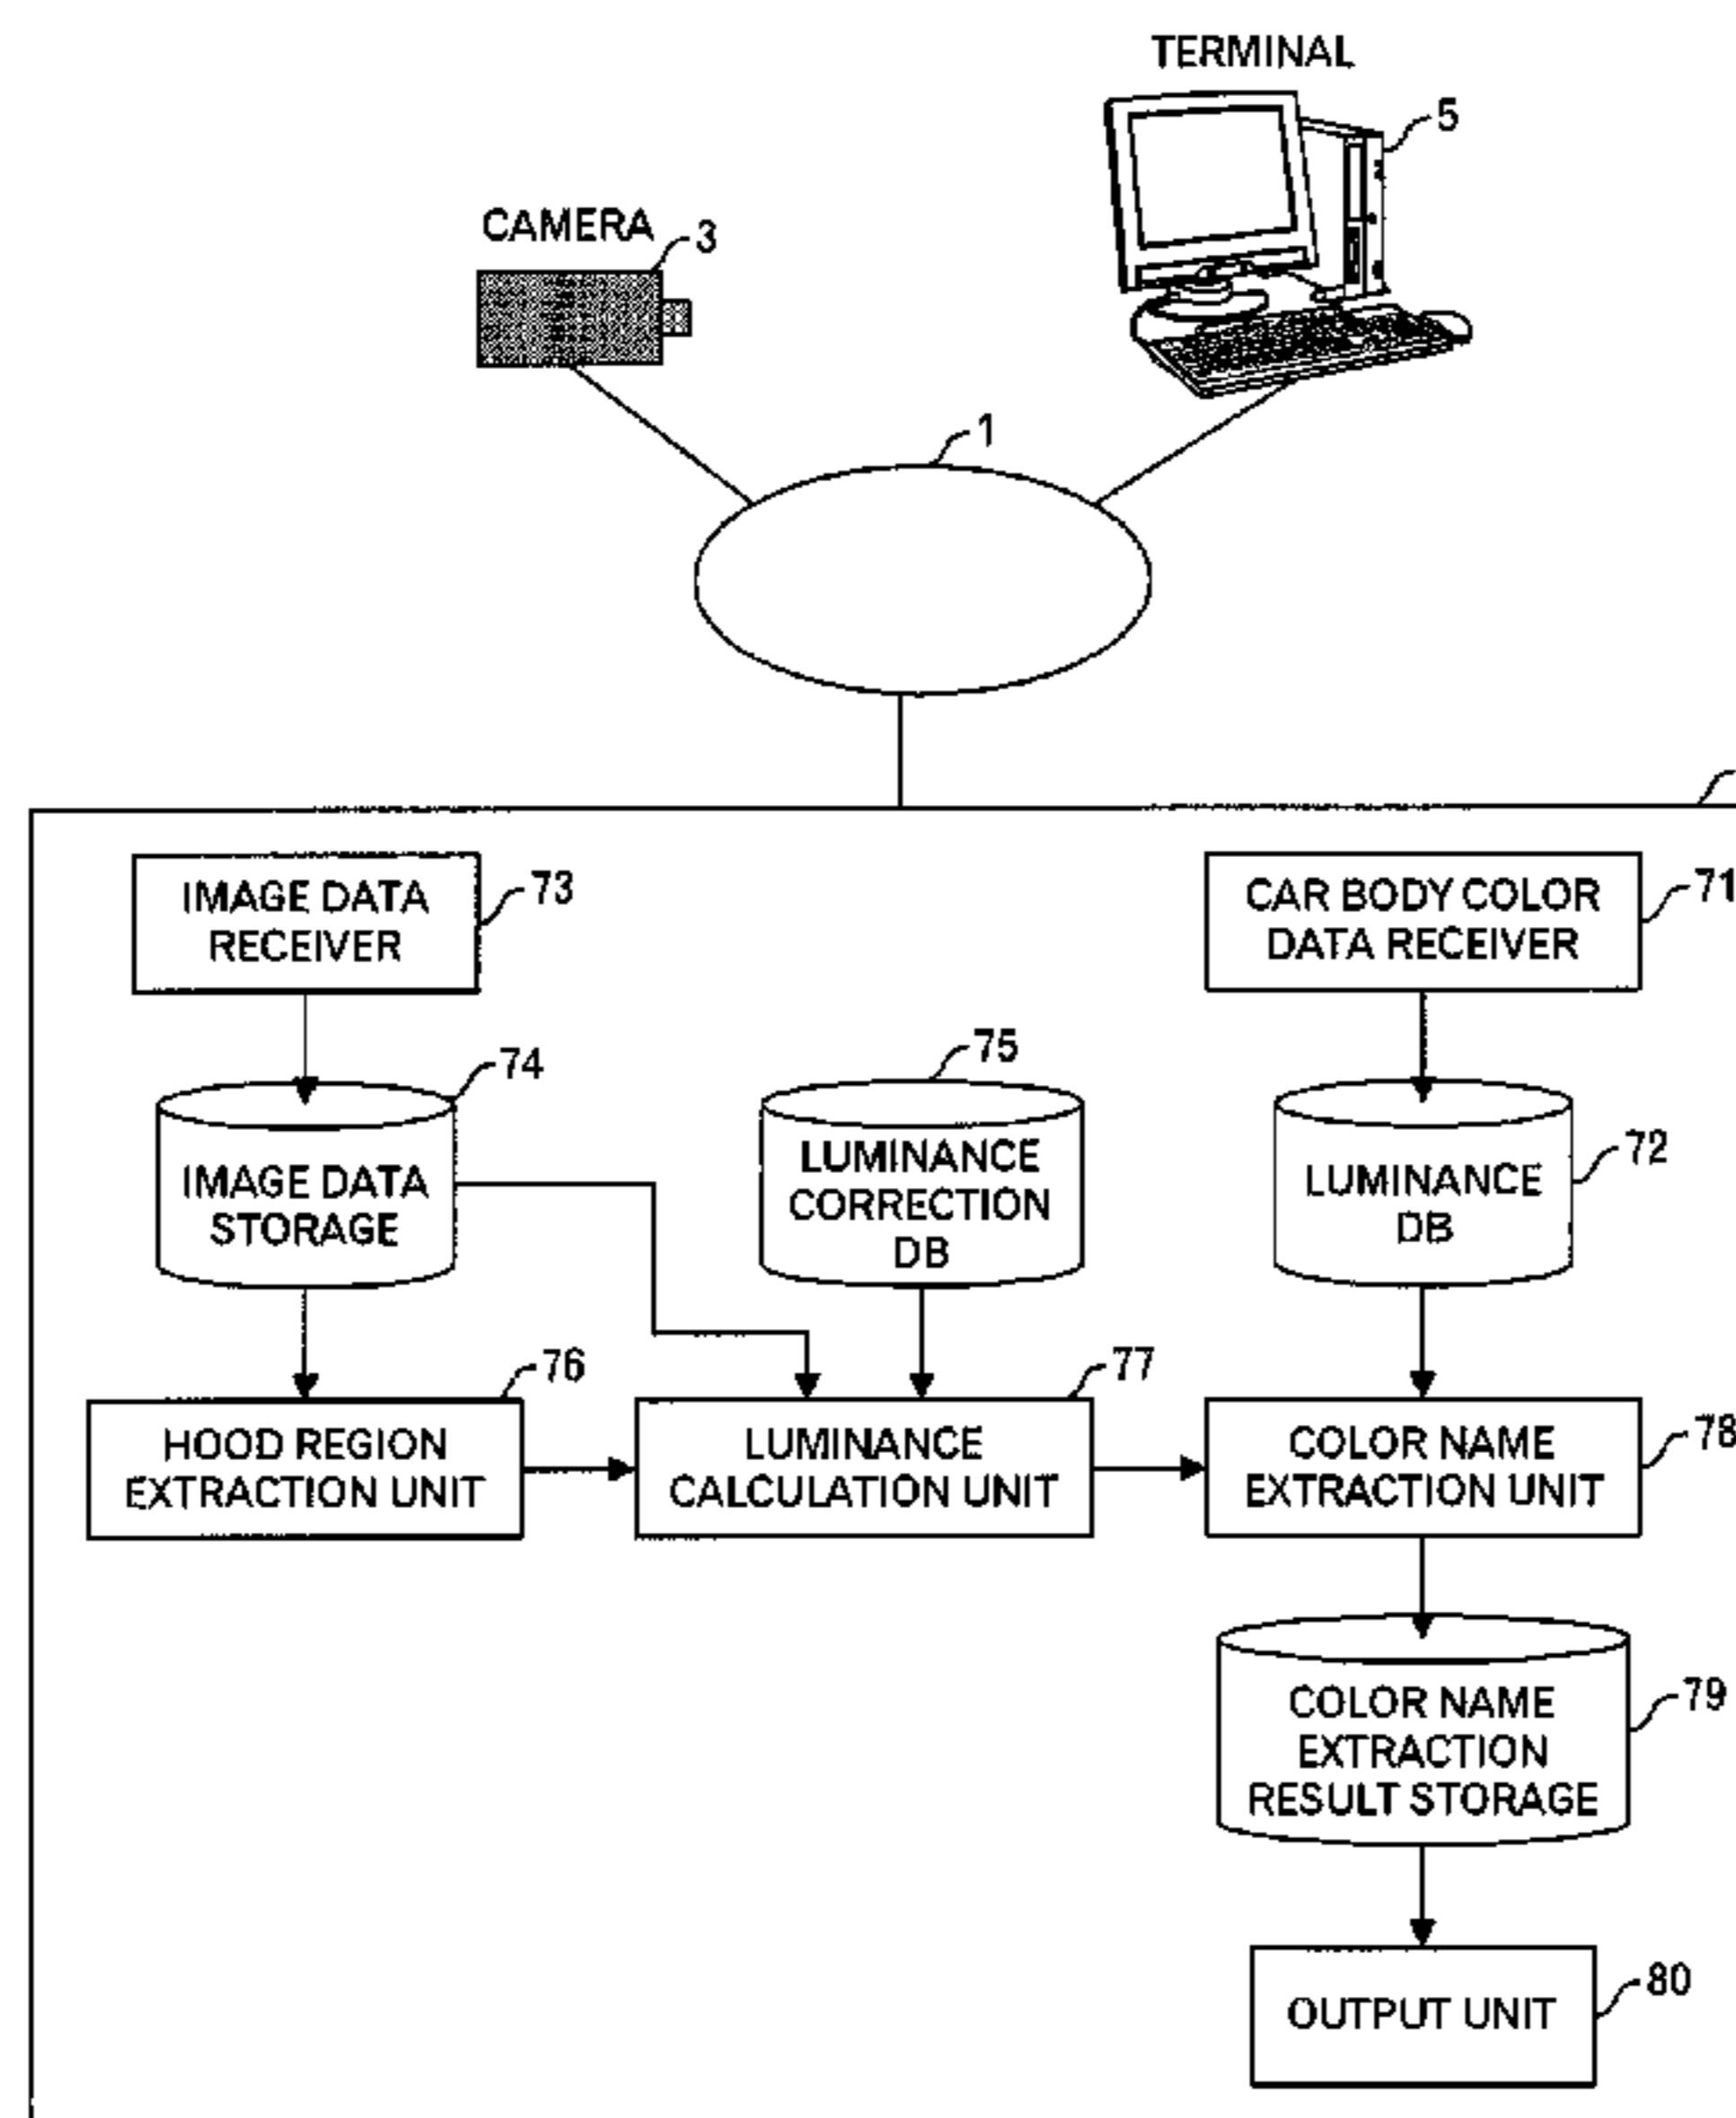 TERMINAL
5
CAMERA
3
1
IMAGE DATA
RECEIVER
73
CAR BODY COLOR
DATA RECEIVER
71
74
IMAGE DATA
STORAGE
75
LUMINANCE
CORRECTION
DB
72
LUMINANCE
DB
76
HOOD REGION
EXTRACTION UNIT
77
LUMINANCE
CALCULATION UNIT
78
COLOR NAME
EXTRACTION UNIT
79
COLOR NAME
EXTRACTION
RESULT STORAGE
80
OUTPUT UNIT